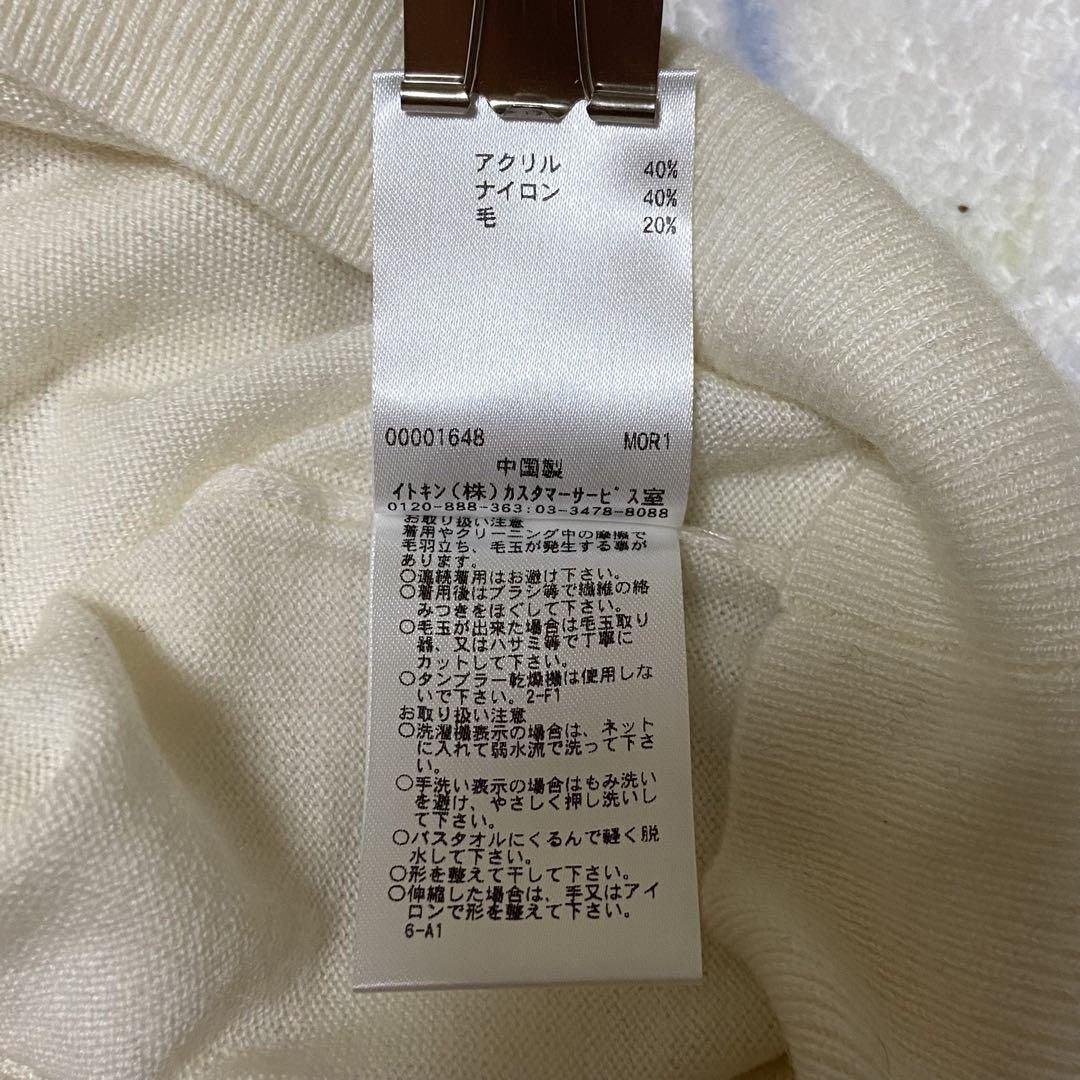 アクリル 40%
ナイロン 40%
毛 20%
00001648 MOR1
中国製
イトキン(株)カスタマーサービス室
0120-888-363:03-3478-8088
お取り扱い注意
着用やクリーニング中の摩擦で
毛羽立ち、毛玉が発生する事が
あります。
○連続着用はお避け下さい。
○着用後はブラシ等で繊維の絡
みつきをほぐして下さい。
○毛玉が出来た場合は毛玉取り
器、又はハサミ等で丁寧に
カットして下さい。
○タンブラー乾燥機は使用しな
いで下さい。2-F1
お取り扱い注意
○洗濯機表示の場合は、ネット
に入れて弱水流で洗って下さ
い。
○手洗い表示の場合はもみ洗い
を避け、やさしく押し洗いし
て下さい。
○バスタオルにくるんで軽く脱
水して下さい。
○形を整えて干して下さい。
○伸縮した場合は、手又はアイ
ロンで形を整えて下さい。
6-A1